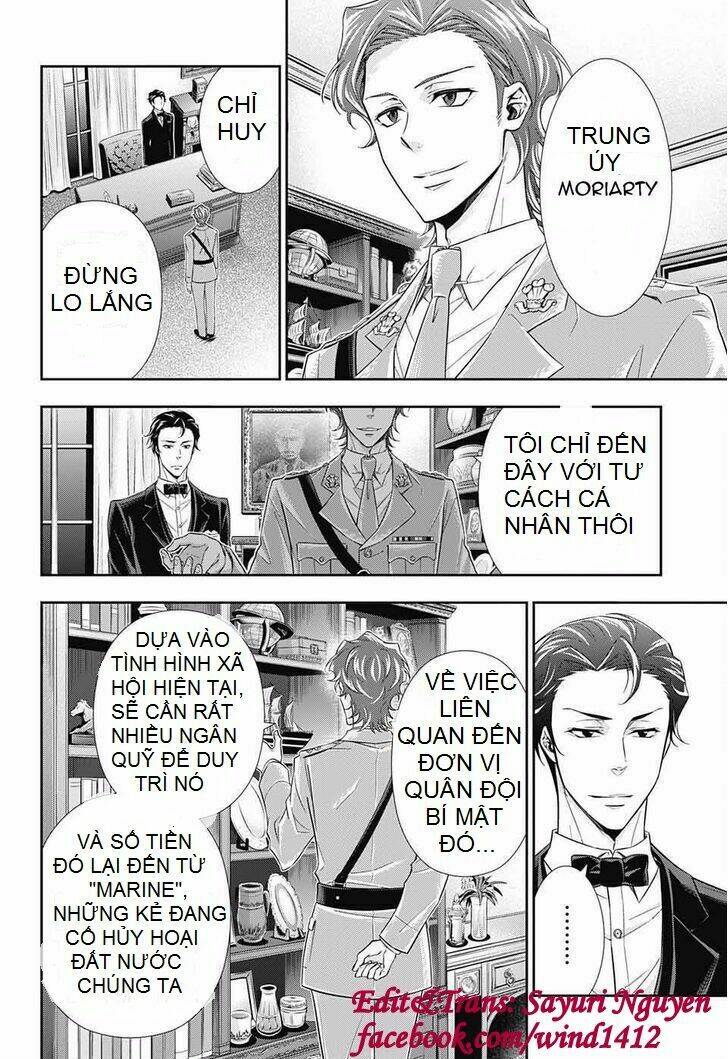 TRUNG
ÚY
MORIARTY
CHỈ
HUY
ĐỪNG
LO LẮNG
TÔI CHỈ ĐẾN
ĐÂY VỚI TƯ
CÁCH CÁ
NHÂN THÔI
.......
VỀ VIỆC LIÊN
QUAN ĐẾN
ĐƠN VỊ
QUÂN ĐỘI
BÍ MẬT
ĐÓ...
DỰA VÀO
TÌNH HÌNH XÃ
HỘI HIỆN TẠI,
SẼ CẦN RẤT
NHIỀU NGÂN
QUỸ ĐỂ DUY
TRÌ NÓ
VÀ SỐ TIỀN
ĐÓ LẠI ĐẾN TỪ
"MARINE",
NHỮNG KẺ ĐANG
CỐ HỦY HOẠI
ĐẤT NƯỚC
CHÚNG TA
Edit&Trans: Sayuri Nguyen
facebook.com/wind1412